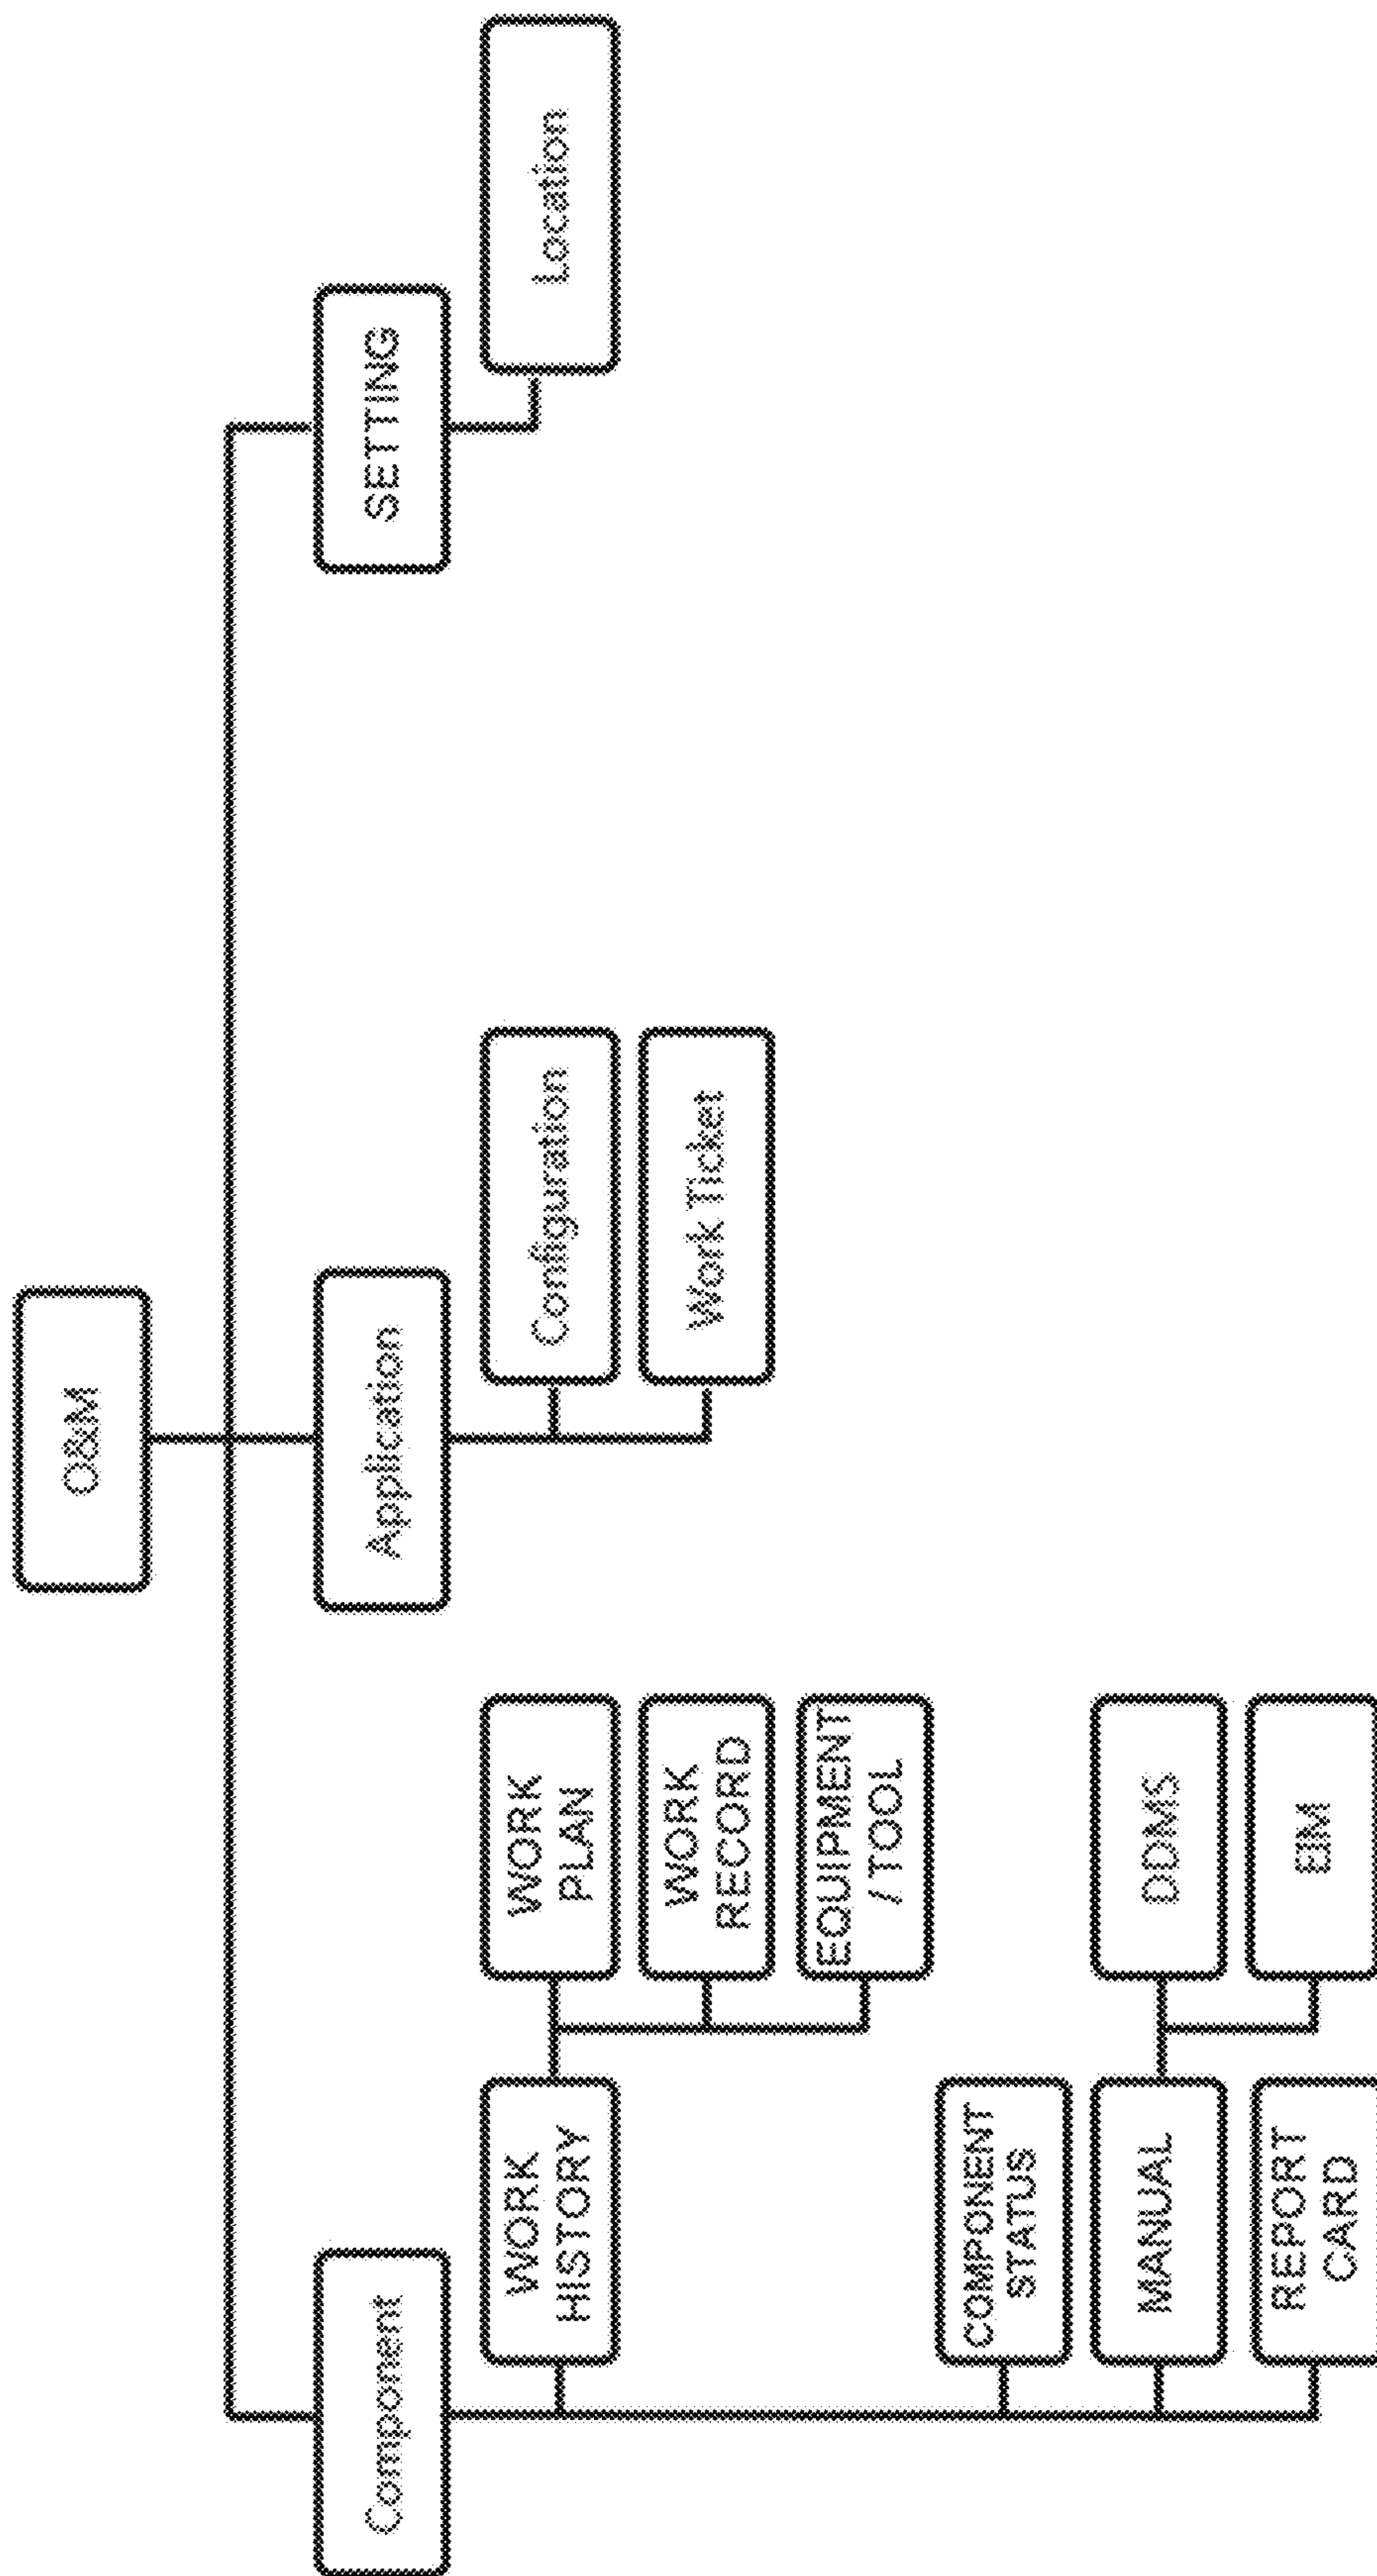 O&M
Component
Application
SETTING
WORK
HISTORY
WORK
PLAN
WORK
RECORD
EQUIPMENT
/ TOOL
COMPONENT
STATUS
MANUAL
DDMS
BIM
REPORT
CARD
Configuration
Work Ticket
Location